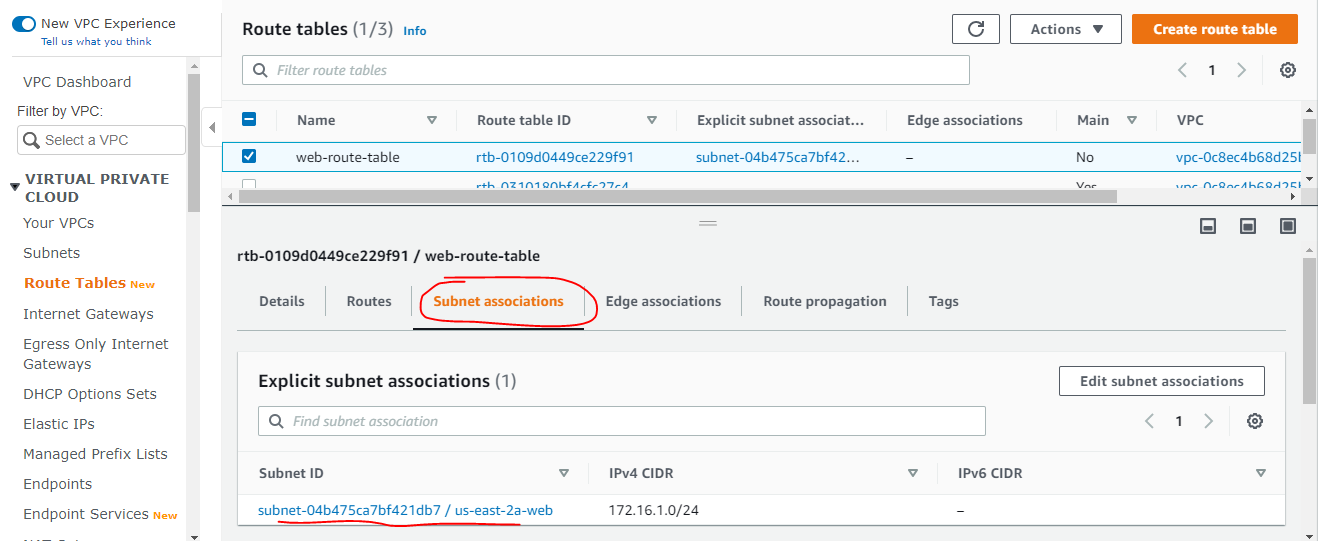 New VPC Experience
Tell us what you think
VPC Dashboard
Filter by VPC:
Select a VPC
VIRTUAL PRIVATE
CLOUD
Your VPCs
Subnets
Route Tables New
Internet Gateways
Egress Only Internet
Gateways
DHCP Options Sets
Elastic IPs
Managed Prefix Lists
Endpoints
Endpoint Services New
Route tables (1/3) Info
Actions
Create route table
Filter route tables
1
Name Route table ID Explicit subnet associat... Edge associations Main VPC
web-route-table rtb-0109d0449ce229f91 subnet-04b475ca7bf42... – No vpc-0c8ec4b68d25b
rtb-0310180bf4cfc27c4 Yes vpc-0c8ec4b68d25b
rtb-0109d0449ce229f91 / web-route-table
Details Routes Subnet associations Edge associations Route propagation Tags
Explicit subnet associations (1)
Edit subnet associations
Find subnet association
1
Subnet ID IPv4 CIDR IPv6 CIDR
subnet-04b475ca7bf421db7 / us-east-2a-web 172.16.1.0/24 –